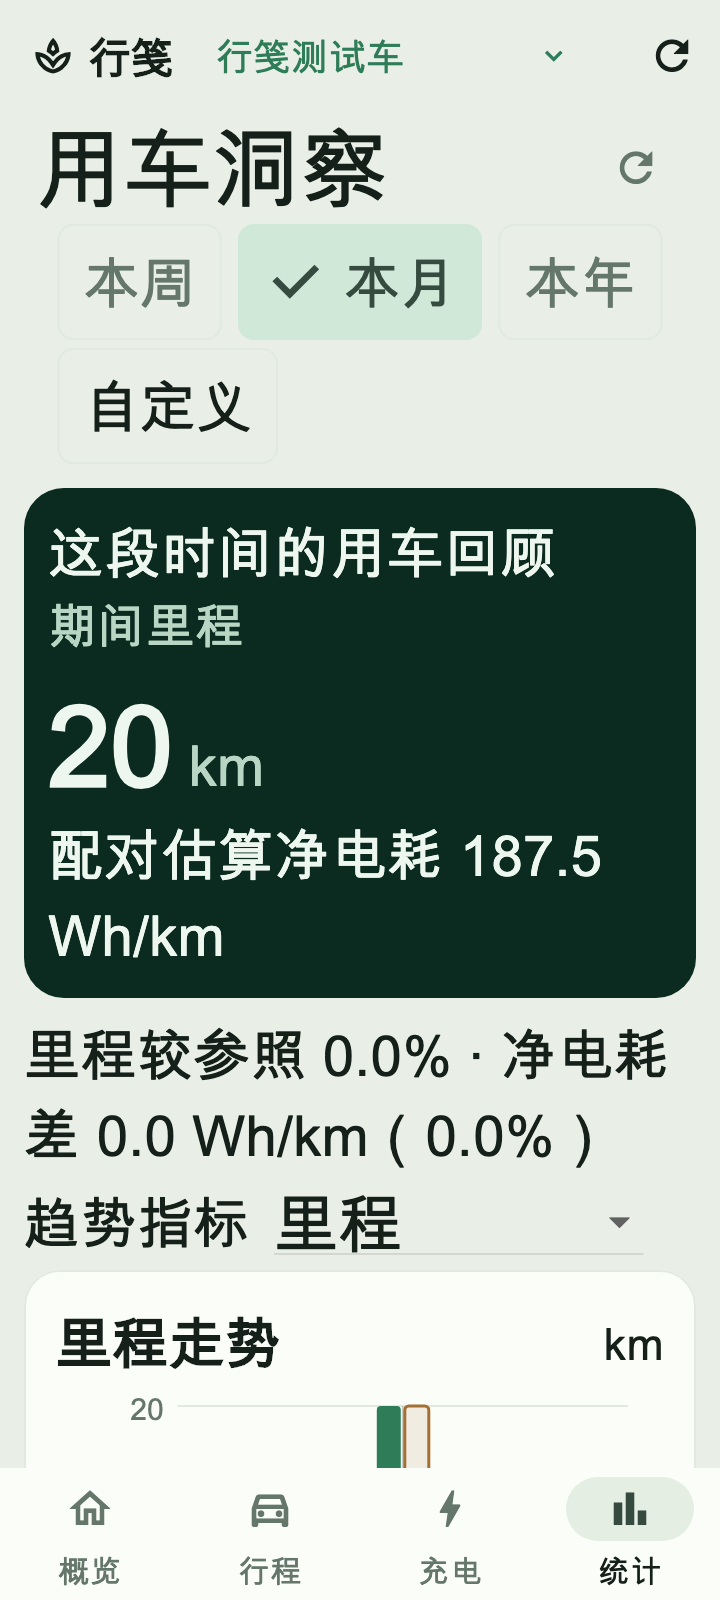 行笺 行笺测试车
用车洞察
本周 本月 本年
自定义
这段时间的用车回顾
期间里程
20 km
配对估算净电耗 187.5
Wh/km
里程较参照 0.0% · 净电耗
差 0.0 Wh/km ( 0.0% )
趋势指标 里程
里程走势 km
20
概览 行程 充电 统计